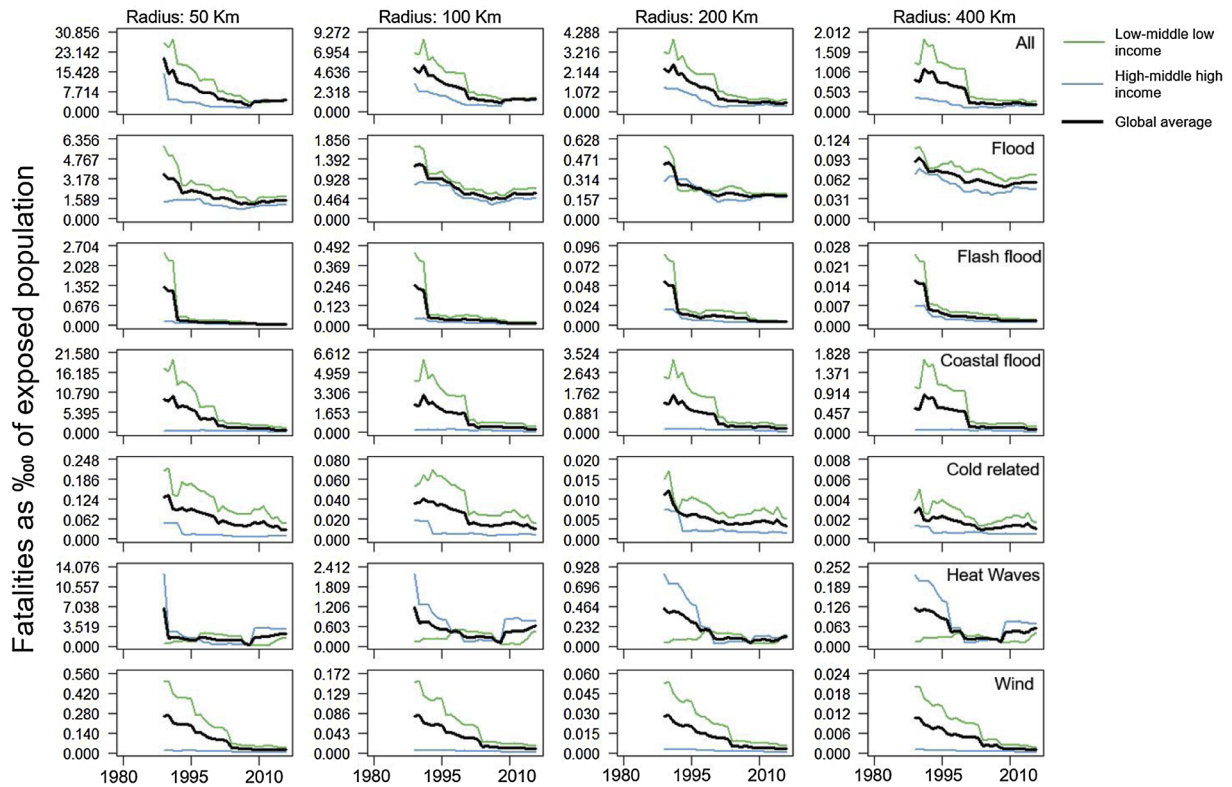 Radius: 50 Km Radius: 100 Km Radius: 200 Km Radius: 400 Km
Low-middle low
income
High-middle high
income
Global average
Fatalities as ‱ of exposed population
30.856 9.272 4.288 2.012 All
23.142 6.954 3.216 1.509
15.428 4.636 2.144 1.006
7.714 2.318 1.072 0.503
0.000 0.000 0.000 0.000
6.356 1.856 0.628 0.124 Flood
4.767 1.392 0.471 0.093
3.178 0.928 0.314 0.062
1.589 0.464 0.157 0.031
0.000 0.000 0.000 0.000
2.704 0.492 0.096 0.028 Flash flood
2.028 0.369 0.072 0.021
1.352 0.246 0.048 0.014
0.676 0.123 0.024 0.007
0.000 0.000 0.000 0.000
21.580 6.612 3.524 1.828 Coastal flood
16.185 4.959 2.643 1.371
10.790 3.306 1.762 0.914
5.395 1.653 0.881 0.457
0.000 0.000 0.000 0.000
0.248 0.080 0.020 0.008 Cold related
0.186 0.060 0.015 0.006
0.124 0.040 0.010 0.004
0.062 0.020 0.005 0.002
0.000 0.000 0.000 0.000
14.076 2.412 0.928 0.252 Heat Waves
10.557 1.809 0.696 0.189
7.038 1.206 0.464 0.126
3.519 0.603 0.232 0.063
0.000 0.000 0.000 0.000
0.560 0.172 0.060 0.024 Wind
0.420 0.129 0.045 0.018
0.280 0.086 0.030 0.012
0.140 0.043 0.015 0.006
0.000 0.000 0.000 0.000
1980 1995 2010 1980 1995 2010 1980 1995 2010 1980 1995 2010